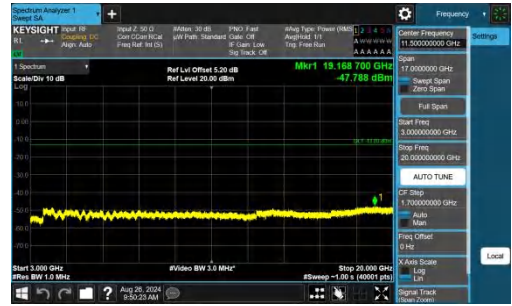 Spectrum Analyzer 1
Swept SA
Frequency
KEYSIGHT
Input: RF
Coupling: DC
Align: Auto
Input Z: 50 Ω
Corr CCorr RCal
Freq Ref: Int (S)
#Atten: 30 dB
µW Path: Standard
PNO: Fast
Gate: Off
IF Gain: Low
Sig Track: Off
#Avg Type: Power (RMS)
Avg|Hold: 1/1
Trig: Free Run
1 2 3 4 5 6
A W W W W W
A A A A A A
1 Spectrum
Scale/Div 10 dB
Log
Ref Lvl Offset 5.20 dB
Ref Level 20.00 dBm
Mkr1 19.168 700 GHz
-47.788 dBm
10.0
0.00
-10.0
-20.0
-30.0
-40.0
-50.0
-60.0
-70.0
1
Start 3.000 GHz
#Res BW 1.0 MHz
#Video BW 3.0 MHz*
Stop 20.000 GHz
#Sweep ~1.00 s (40001 pts)
Aug 26, 2024
9:50:23 AM
Center Frequency
11.500000000 GHz
Settings
Span
17.0000000 GHz
Swept Span
Zero Span
Full Span
Start Freq
3.000000000 GHz
Stop Freq
20.000000000 GHz
AUTO TUNE
CF Step
1.700000000 GHz
Auto
Man
Freq Offset
0 Hz
X Axis Scale
Log
Lin
Local
Signal Track
(Span Zoom)